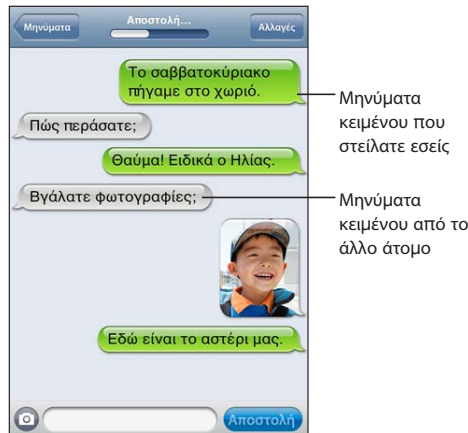 Μηνύματα
Αποστολή...
Αλλαγές
Το σαββατοκύριακο
πήγαμε στο χωριό.
Πώς περάσατε;
Θαύμα! Ειδικά ο Ηλίας.
Βγάλατε φωτογραφίες;
Εδώ είναι το αστέρι μας.
Αποστολή
Μηνύματα
κειμένου που
στείλατε εσείς
Μηνύματα
κειμένου από το
άλλο άτομο